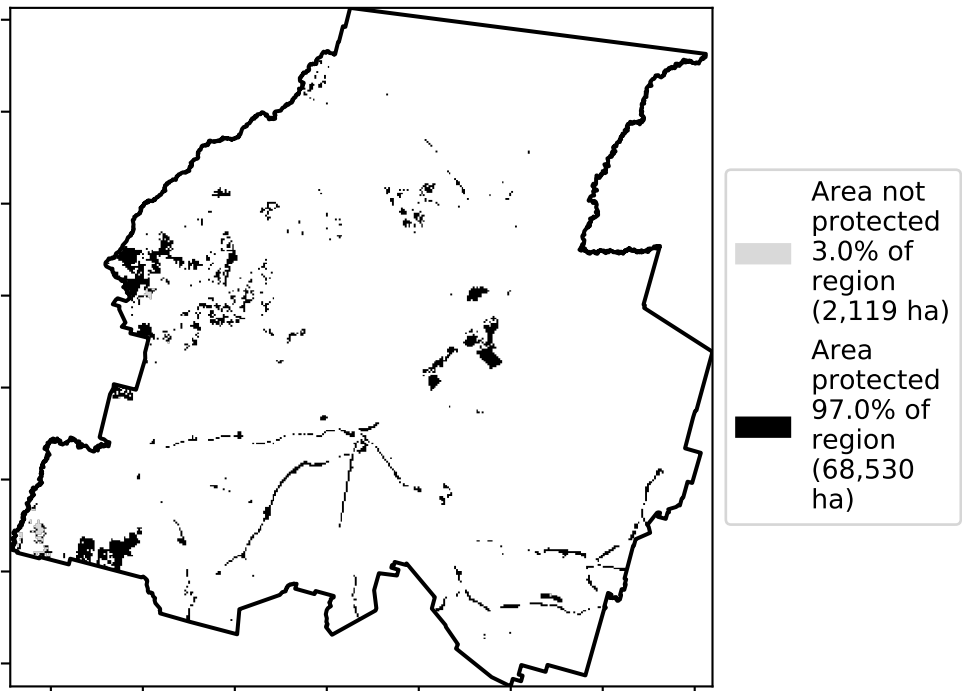 Area not
protected
3.0% of
region
(2,119 ha)
Area
protected
97.0% of
region
(68,530
ha)